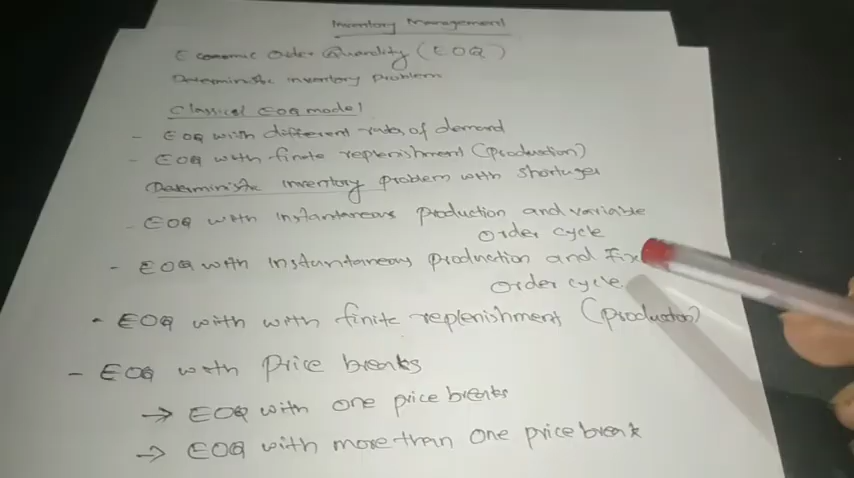 Inventory Management
Economic Order Quandity (EOQ)
Deterministic inventory problem
Classical EOQ model
- EOQ with different rates of demand
- EOQ with finite replenishment (production)
Deterministic inventory problem with shortages
- EOQ with instantaneous production and variable
order cycle
- EOQ with instantaneous production and Fix
order cycle
- EOQ with with finite replenishment (production)
- EOQ with price breaks
→ EOQ with one price breaks
→ EOQ with more than one price break